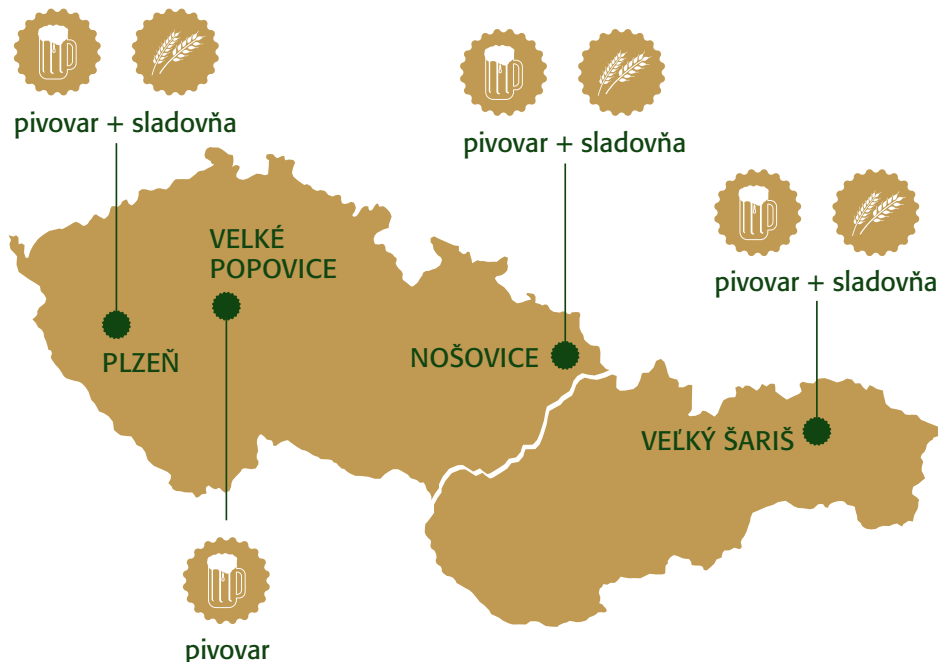 pivovar + sladovňa
pivovar + sladovňa
pivovar + sladovňa
VELKÉ
POPOVICE
PLZEŇ
NOŠOVICE
VEĽKÝ ŠARIŠ
pivovar